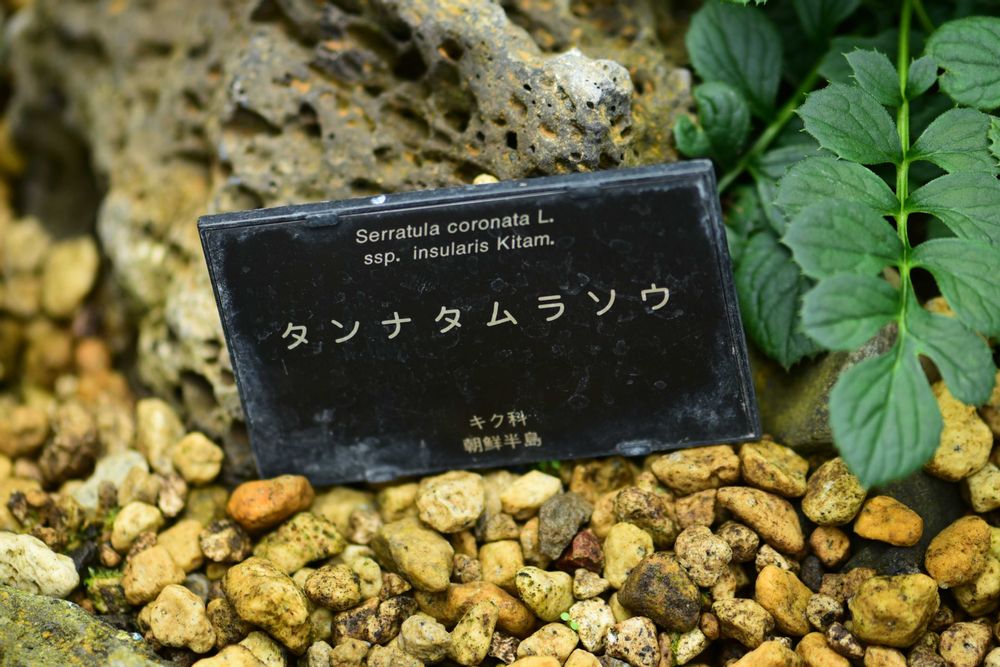 Serratula coronata L.
ssp. insularis Kitam.
タンナタムラソウ
キク科
朝鮮半島